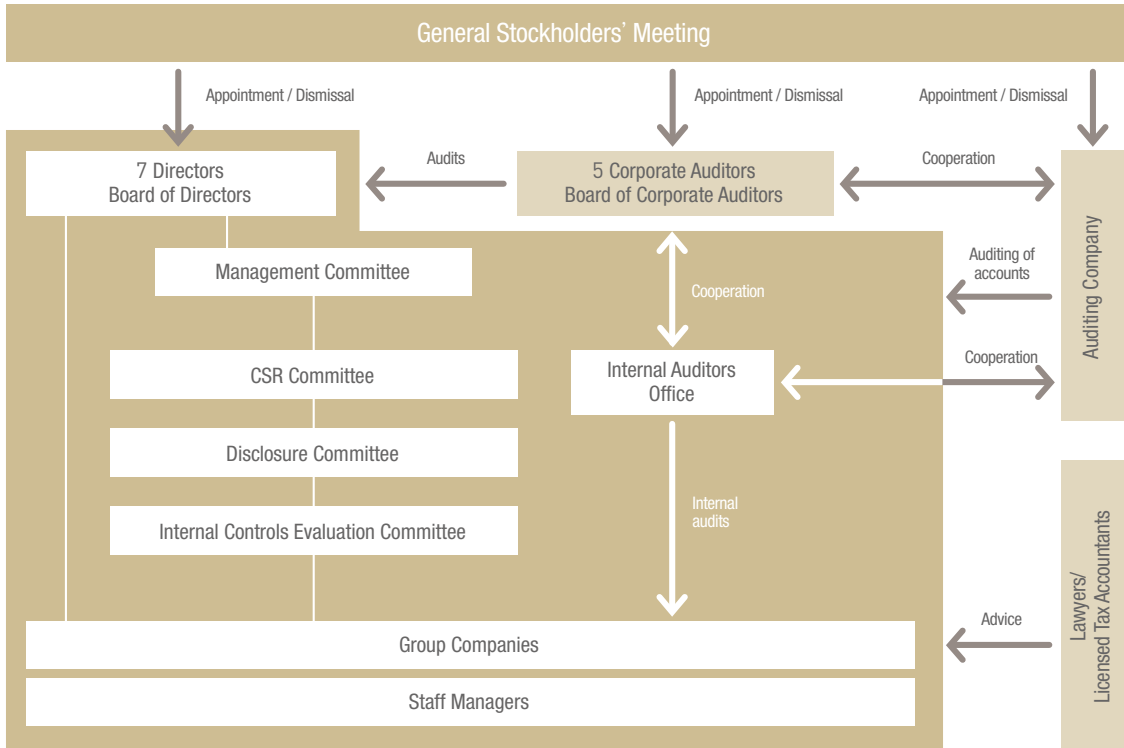 General Stockholders’ Meeting
Appointment / Dismissal
Appointment / Dismissal
Appointment / Dismissal
7 Directors
Board of Directors
Audits
5 Corporate Auditors
Board of Corporate Auditors
Cooperation
Auditing Company
Management Committee
Cooperation
Auditing of
accounts
CSR Committee
Internal Auditors
Office
Cooperation
Disclosure Committee
Internal Controls Evaluation Committee
Internal
audits
Lawyers/
Licensed Tax Accountants
Advice
Group Companies
Staff Managers